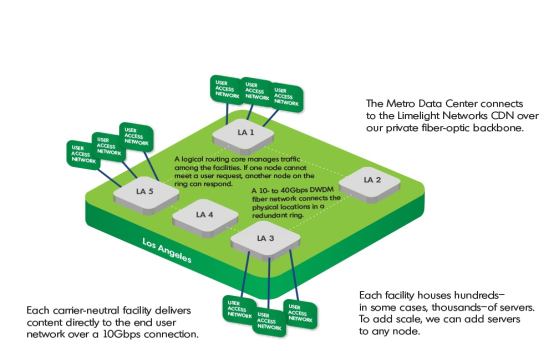 USER
ACCESS
NETWORK
USER
ACCESS
NETWORK
USER
ACCESS
NETWORK
The Metro Data Center connects
to the Limelight Networks CDN over
our private fiber-optic backbone.
LA 1
USER
ACCESS
NETWORK
USER
ACCESS
NETWORK
USER
ACCESS
NETWORK
A logical routing core manages traffic
among the facilities. If one node cannot
meet a user request, another node on the
ring can respond.
LA 2
A 10- to 40Gbps DWDM
fiber network connects the
physical locations in a
redundant ring.
LA 5
LA 4
LA 3
Los Angeles
Each facility houses hundreds–
in some cases, thousands–of servers.
To add scale, we can add servers
to any node.
USER
ACCESS
NETWORK
USER
ACCESS
NETWORK
USER
ACCESS
NETWORK
Each carrier-neutral facility delivers
content directly to the end user
network over a 10Gbps connection.